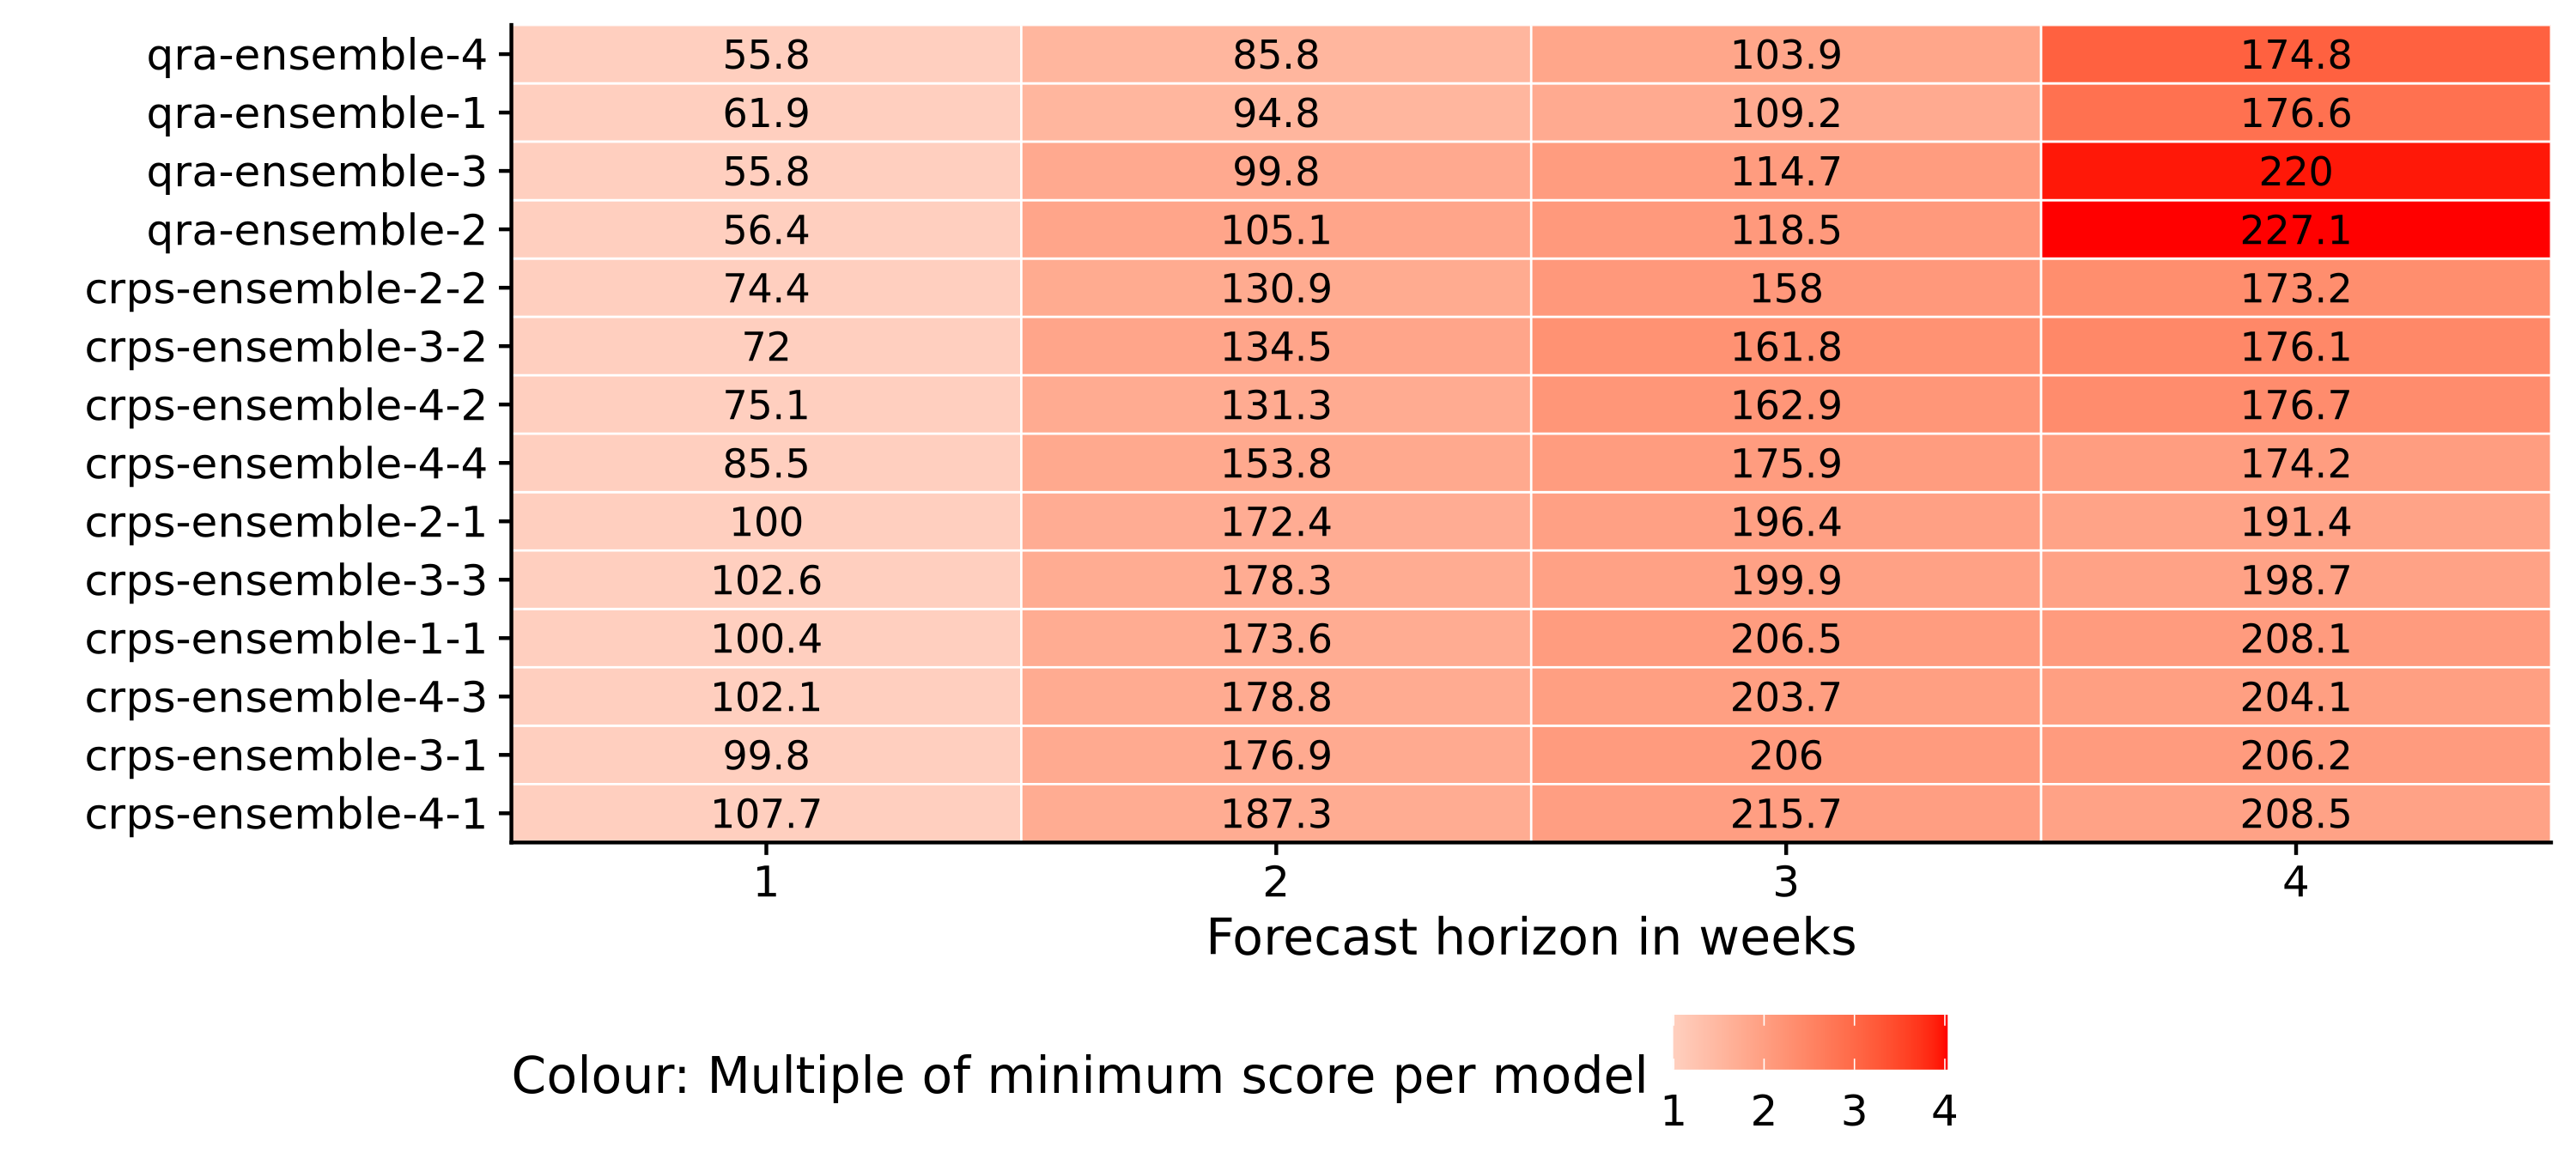 qra-ensemble-4 55.8 85.8 103.9 174.8
qra-ensemble-1 61.9 94.8 109.2 176.6
qra-ensemble-3 55.8 99.8 114.7 220
qra-ensemble-2 56.4 105.1 118.5 227.1
crps-ensemble-2-2 74.4 130.9 158 173.2
crps-ensemble-3-2 72 134.5 161.8 176.1
crps-ensemble-4-2 75.1 131.3 162.9 176.7
crps-ensemble-4-4 85.5 153.8 175.9 174.2
crps-ensemble-2-1 100 172.4 196.4 191.4
crps-ensemble-3-3 102.6 178.3 199.9 198.7
crps-ensemble-1-1 100.4 173.6 206.5 208.1
crps-ensemble-4-3 102.1 178.8 203.7 204.1
crps-ensemble-3-1 99.8 176.9 206 206.2
crps-ensemble-4-1 107.7 187.3 215.7 208.5
1 2 3 4
Forecast horizon in weeks
Colour: Multiple of minimum score per model
1 2 3 4